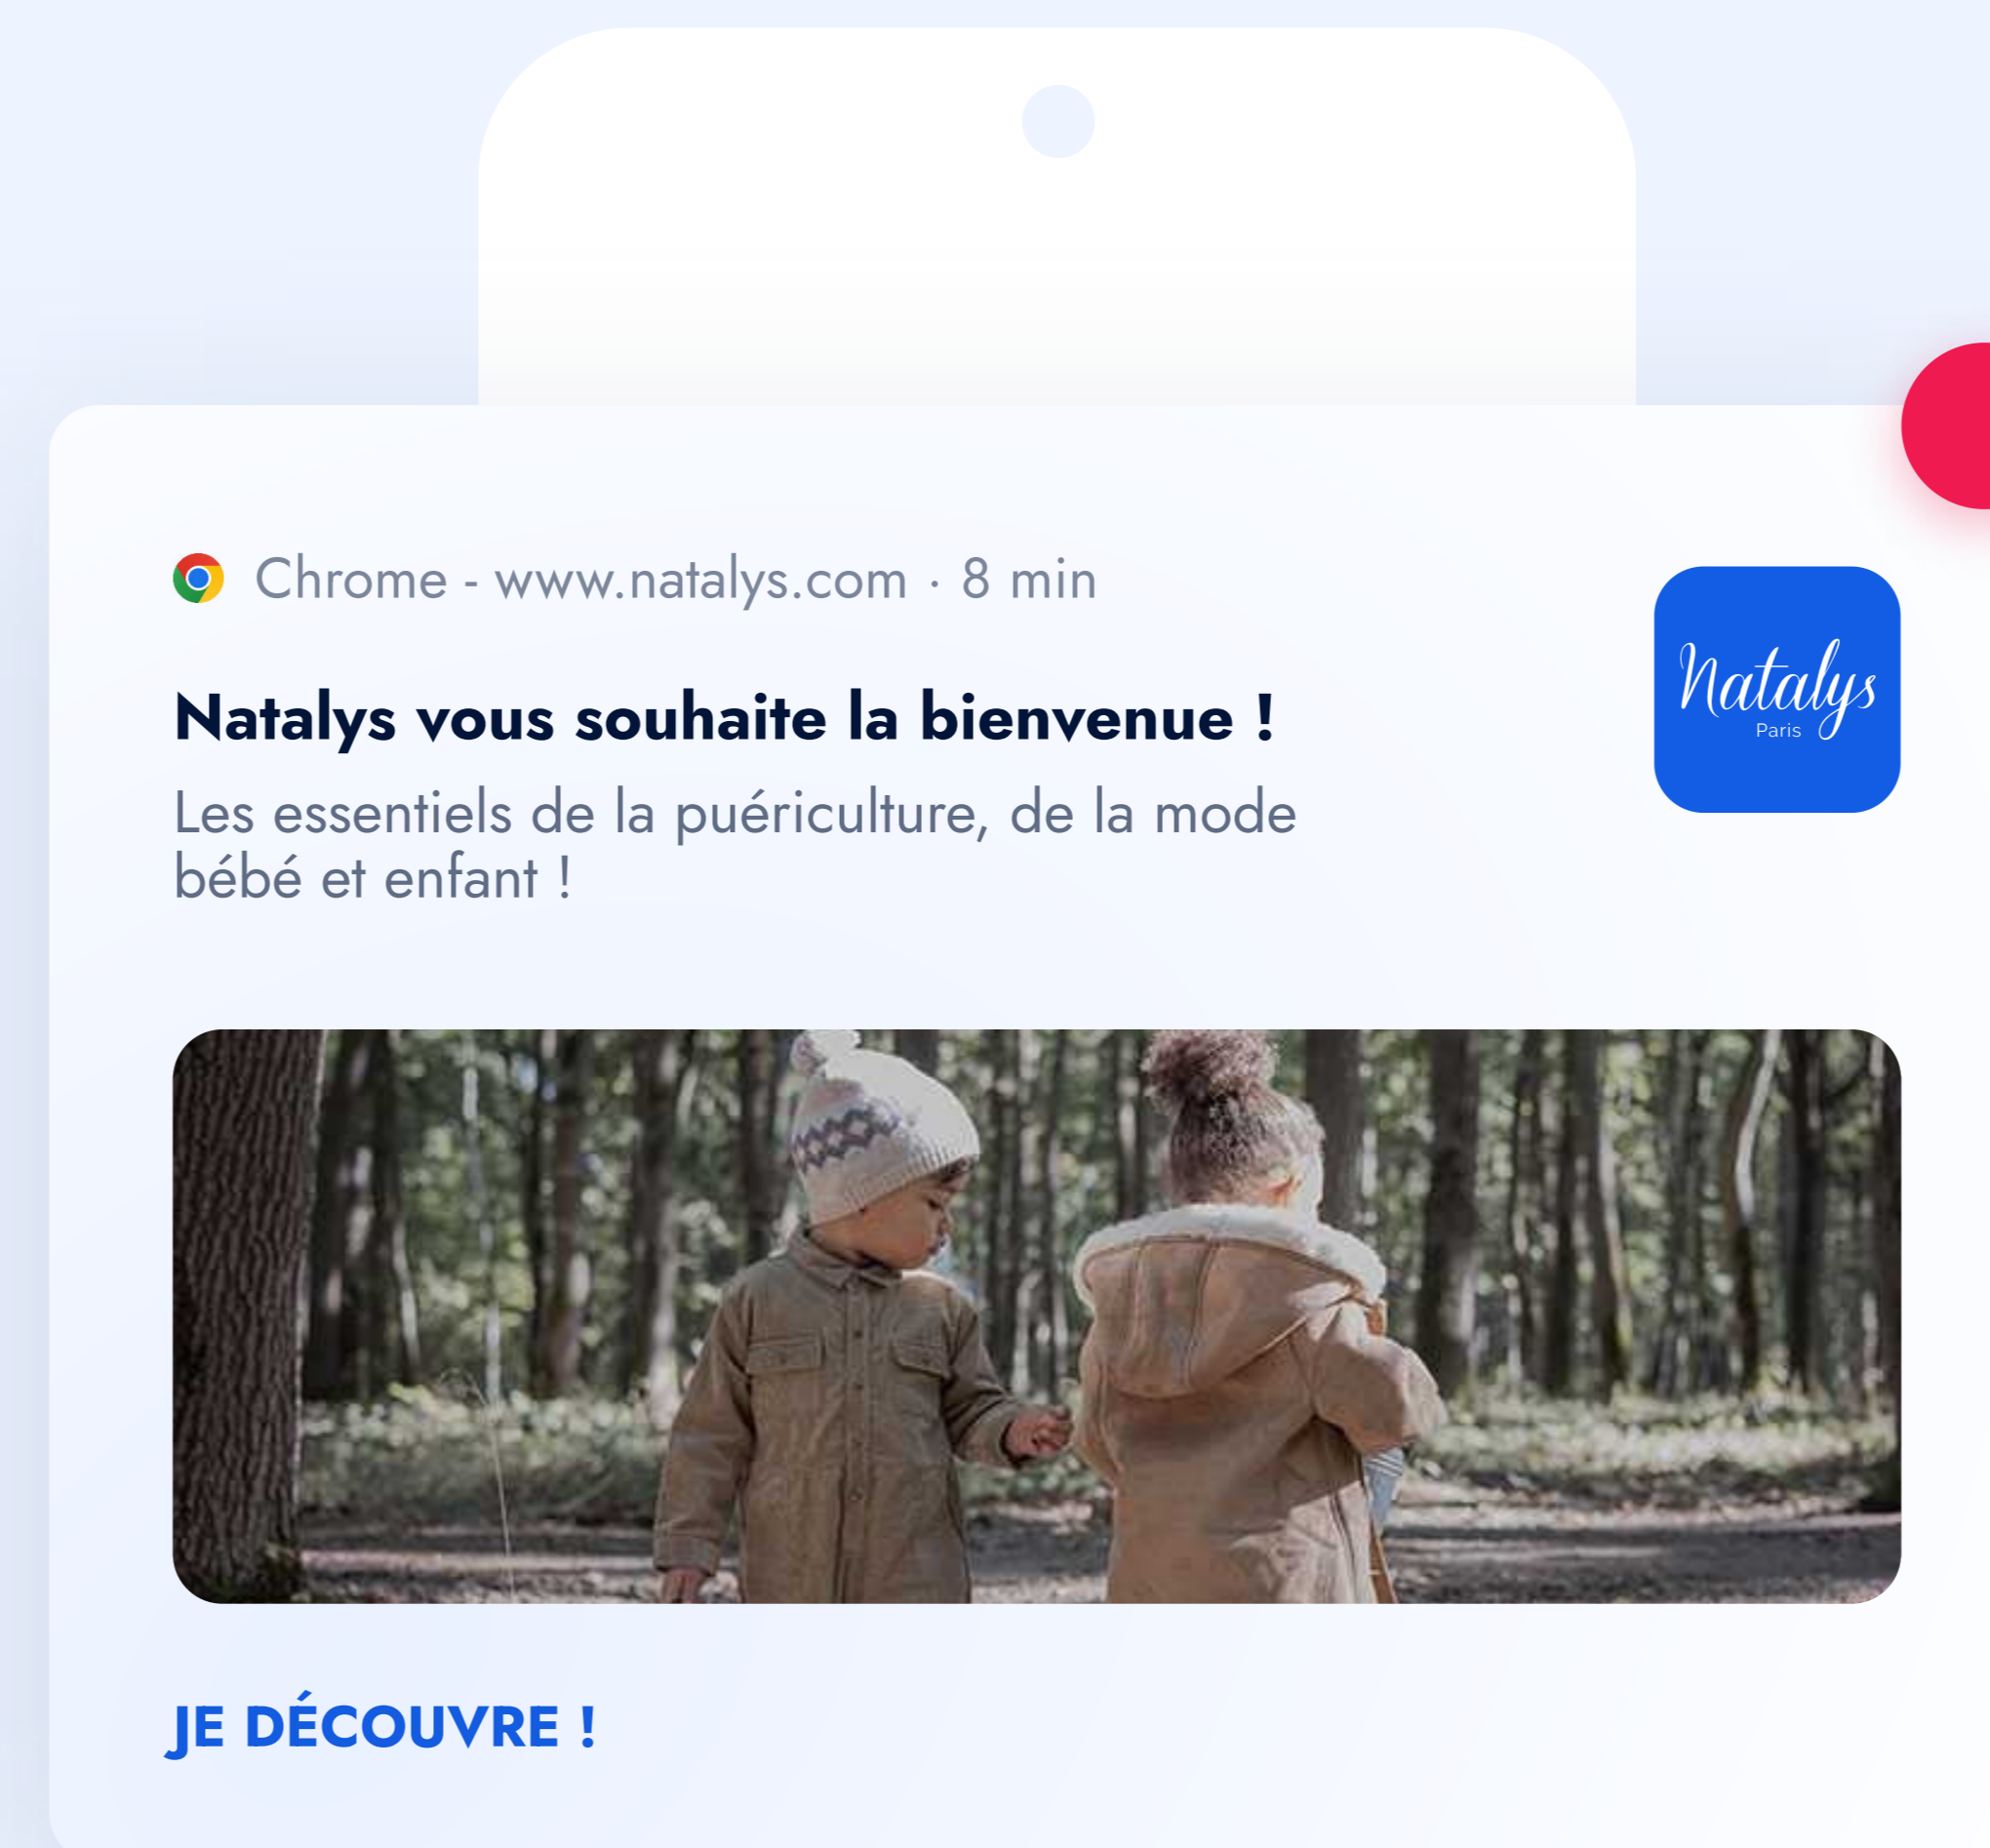 Chrome - www.natalys.com · 8 min
Natalys
Paris
Natalys vous souhaite la bienvenue !
Les essentiels de la puériculture, de la mode
bébé et enfant !
JE DÉCOUVRE !